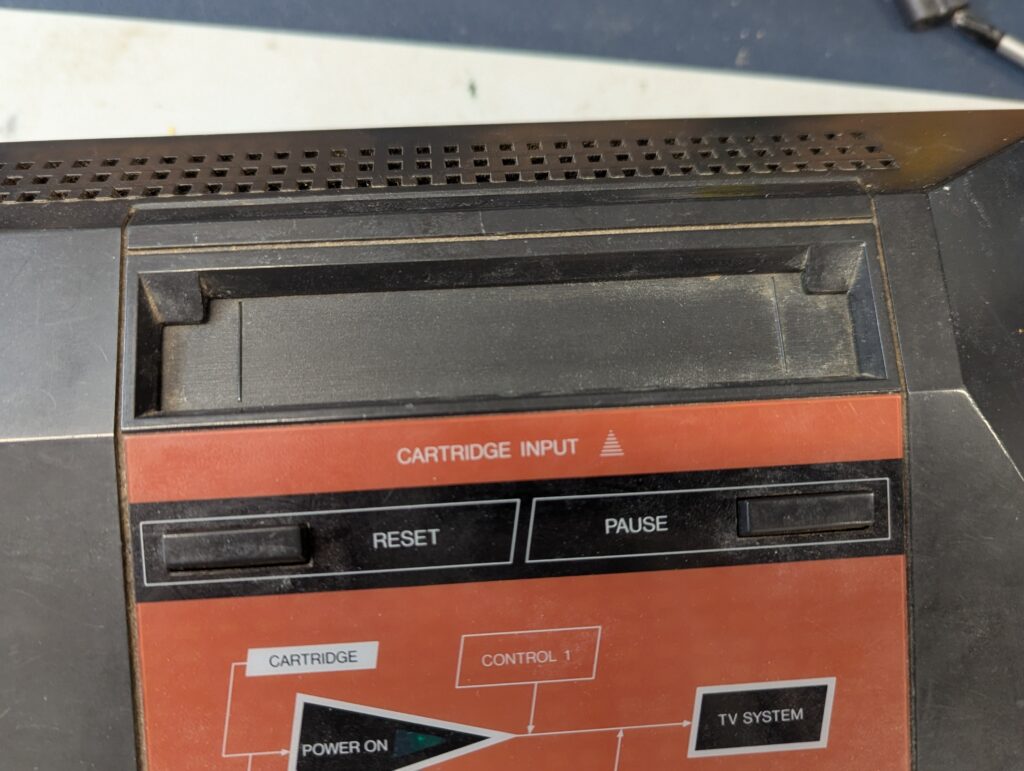 CARTRIDGE INPUT
RESET
PAUSE
CARTRIDGE
CONTROL 1
TV SYSTEM
POWER ON